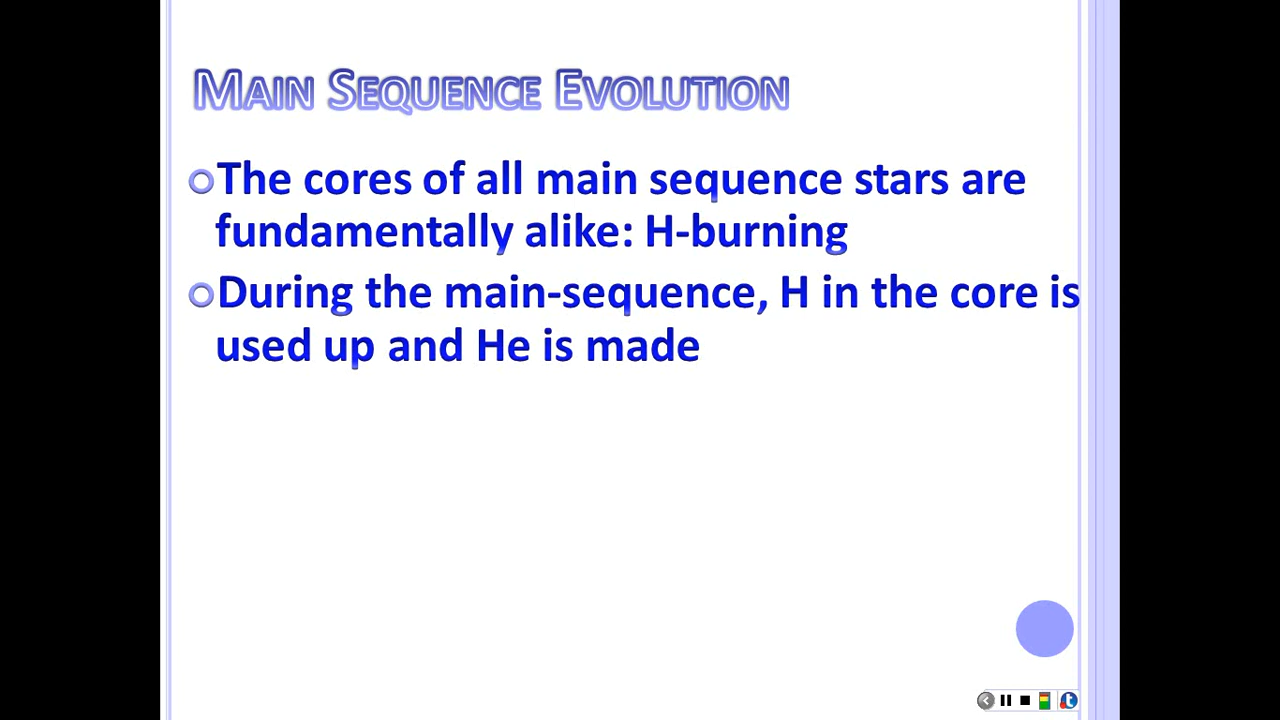 MAIN SEQUENCE EVOLUTION
The cores of all main sequence stars are
fundamentally alike: H-burning
During the main-sequence, H in the core is
used up and He is made
t